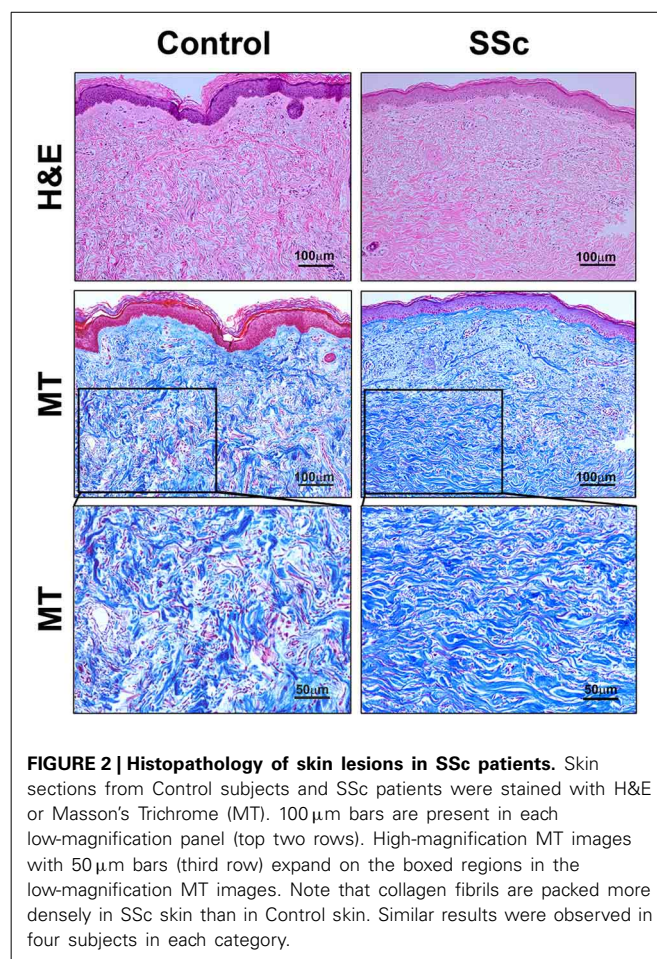 Control SSc
H&E
100μm 100μm
MT
100μm 100μm
MT
50μm 50μm
FIGURE 2 | Histopathology of skin lesions in SSc patients. Skin
sections from Control subjects and SSc patients were stained with H&E
or Masson's Trichrome (MT). 100 μm bars are present in each
low-magnification panel (top two rows). High-magnification MT images
with 50 μm bars (third row) expand on the boxed regions in the
low-magnification MT images. Note that collagen fibrils are packed more
densely in SSc skin than in Control skin. Similar results were observed in
four subjects in each category.